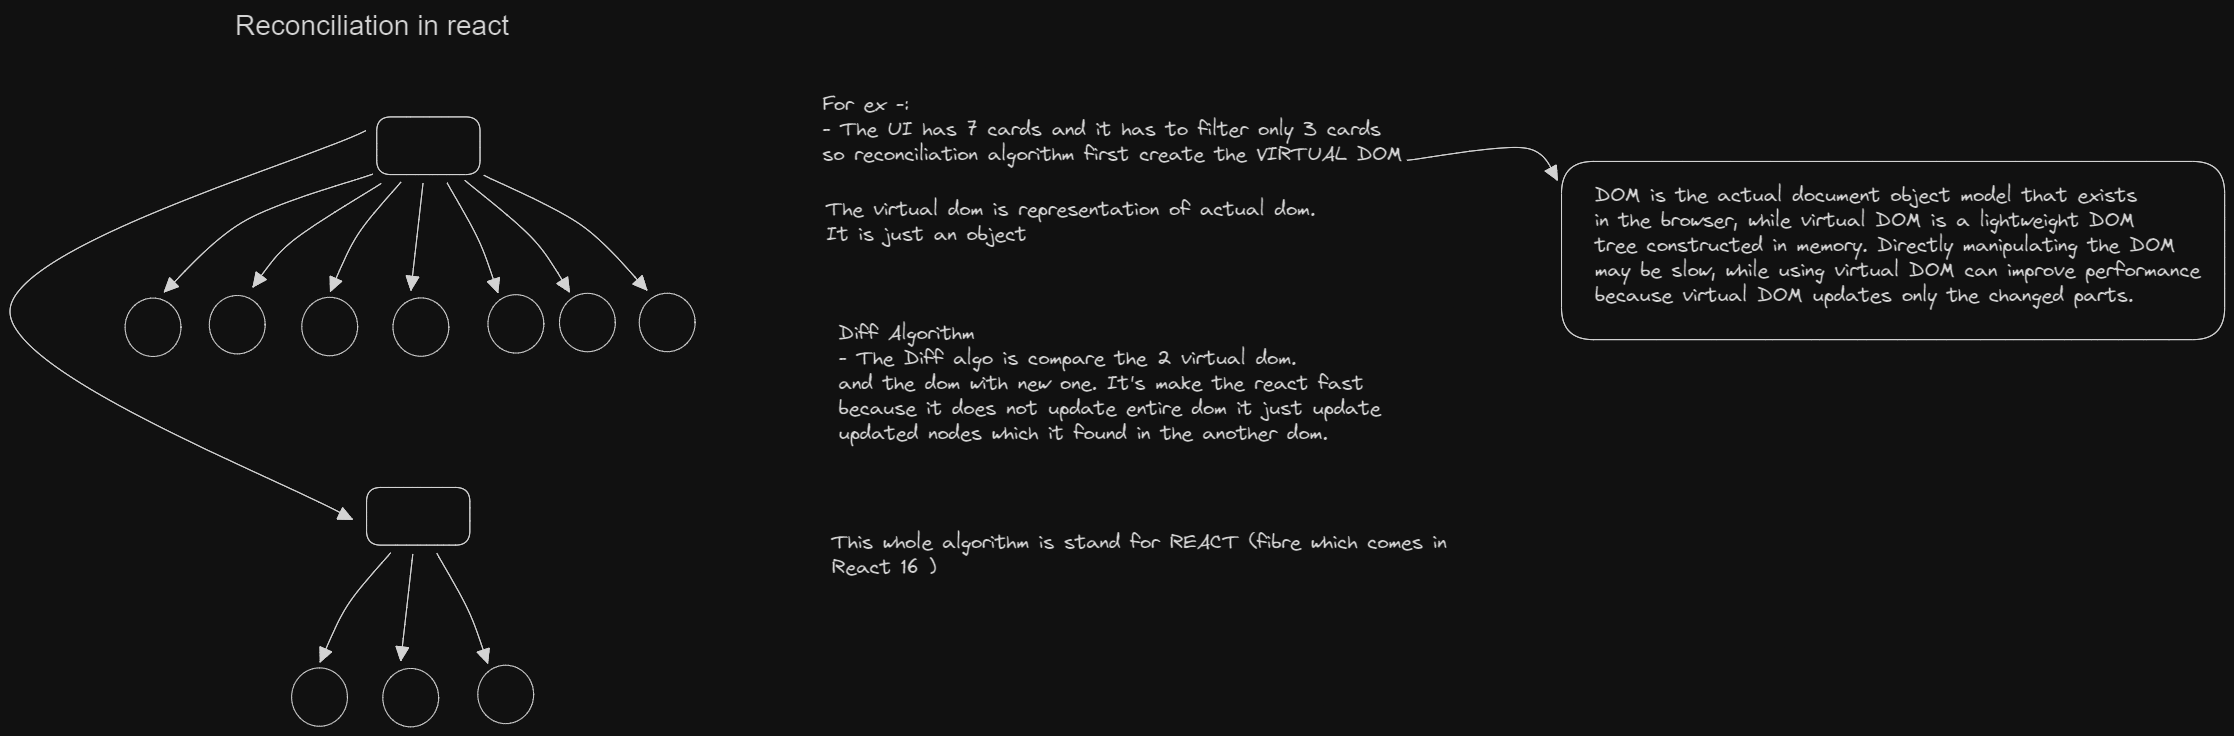 Reconciliation in react
For ex -:
- The UI has 7 cards and it has to filter only 3 cards
so reconciliation algorithm first create the VIRTUAL DOM
The virtual dom is representation of actual dom.
It is just an object
DOM is the actual document object model that exists
in the browser, while virtual DOM is a lightweight DOM
tree constructed in memory. Directly manipulating the DOM
may be slow, while using virtual DOM can improve performance
because virtual DOM updates only the changed parts.
Diff Algorithm
- The Diff algo is compare the 2 virtual dom.
and the dom with new one. It's make the react fast
because it does not update entire dom it just update
updated nodes which it found in the another dom.
This whole algorithm is stand for REACT (fibre which comes in
React 16 )